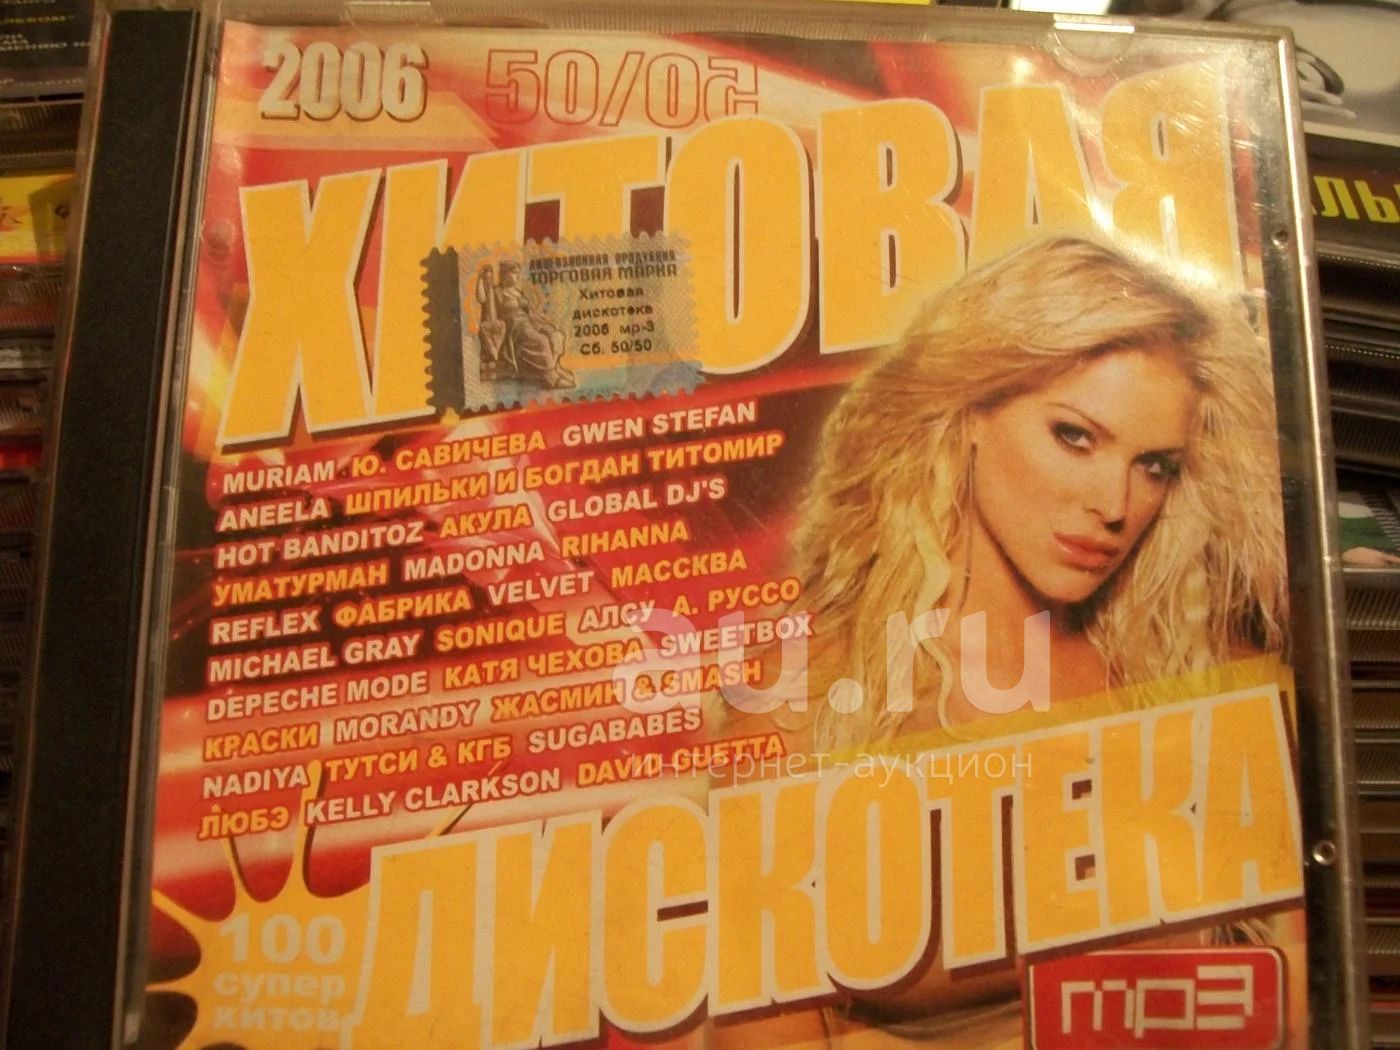 2006 50/05
ХИТОВАЯ
ЛИЦЕНЗИОННАЯ ПРОДУКЦИЯ
ТОРГОВАЯ МАРКА
Хитовая
дискотека
2006 мр-3
Сб. 50/50
MURIAM Ю. САВИЧЕВА GWEN STEFAN
ANEELA ШПИЛЬКИ И БОГДАН ТИТОМИР
HOT BANDITOZ АКУЛА GLOBAL DJ'S
УМАТУРМАН MADONNA RIHANNA
REFLEX ФАБРИКА VELVET МАССКВА
MICHAEL GRAY SONIQUE АЛСУ А. РУССО
DEPECHE MODE КАТЯ ЧЕХОВА SWEETBOX
КРАСКИ MORANDY ЖАСМИН & SMASH
NADIYA ТУТСИ & КГБ SUGABABES
ЛЮБЭ KELLY CLARKSON DAVID GUETTA
au.ru
интернет-аукцион
ДИСКОТЕКА
100
супер
хитов
mp3